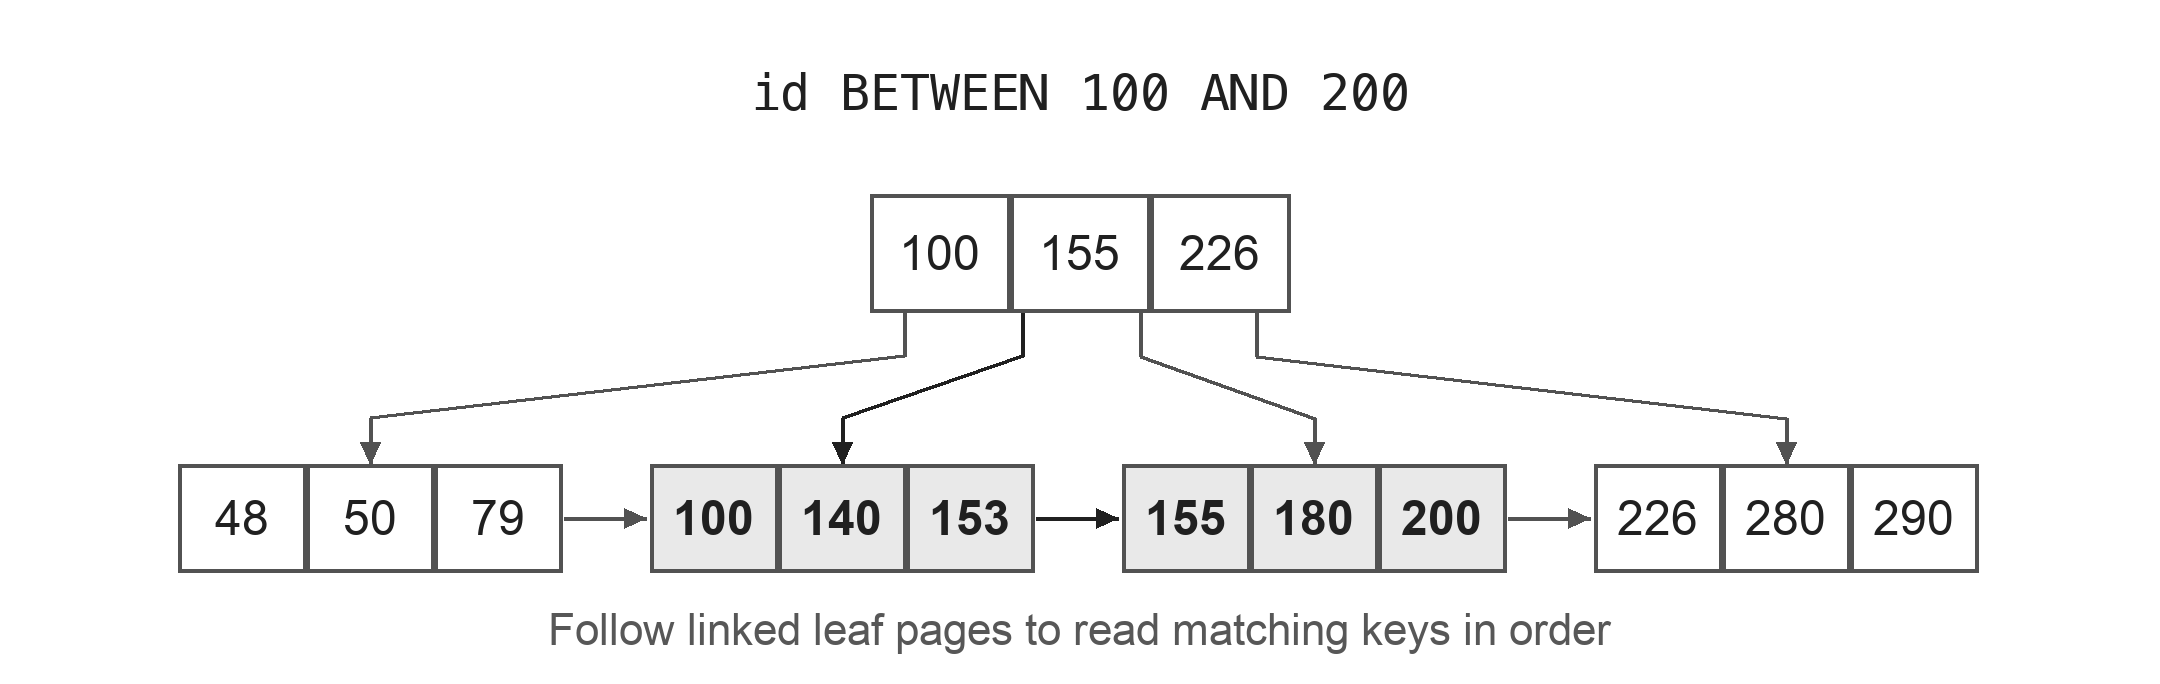 id BETWEEN 100 AND 200
100 155 226
48 50 79 100 140 153 155 180 200 226 280 290
Follow linked leaf pages to read matching keys in order